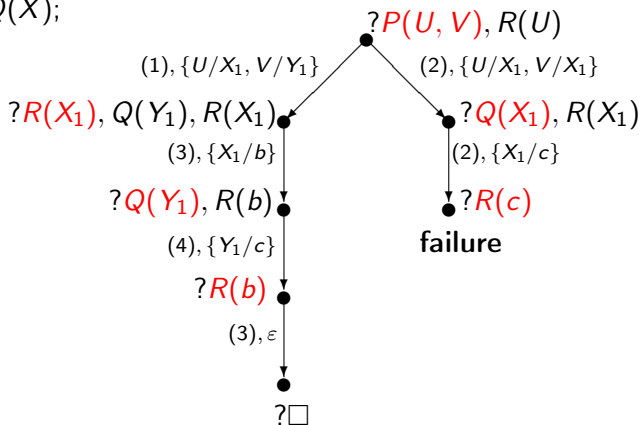 Q(X);
?P(U, V), R(U)
(1), {U/X₁, V/Y₁}
(2), {U/X₁, V/X₁}
?R(X₁), Q(Y₁), R(X₁)
?Q(X₁), R(X₁)
(3), {X₁/b}
(2), {X₁/c}
?Q(Y₁), R(b)
?R(c)
failure
(4), {Y₁/c}
?R(b)
(3), ε
?□